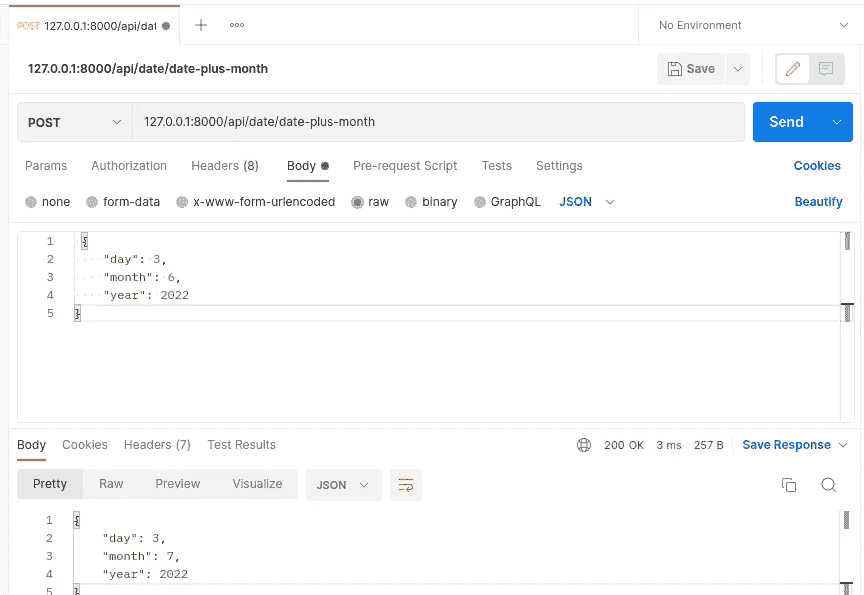 POST 127.0.0.1:8000/api/dat
No Environment
127.0.0.1:8000/api/date/date-plus-month
Save
POST 127.0.0.1:8000/api/date/date-plus-month Send
Params Authorization Headers (8) Body Pre-request Script Tests Settings Cookies
none form-data x-www-form-urlencoded raw binary GraphQL JSON Beautify
1 {
2 "day": 3,
3 "month": 6,
4 "year": 2022
5 }
Body Cookies Headers (7) Test Results 200 OK 3 ms 257 B Save Response
Pretty Raw Preview Visualize JSON
1 {
2 "day": 3,
3 "month": 7,
4 "year": 2022
5 }